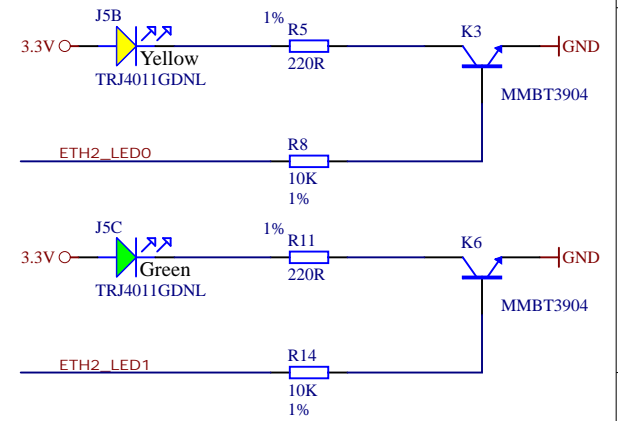 J5B
1%
R5
K3
3.3V
GND
Yellow
220R
TRJ4011GDNL
MMBT3904
ETH2_LED0
R8
10K
1%
J5C
1%
R11
K6
3.3V
GND
Green
220R
TRJ4011GDNL
MMBT3904
ETH2_LED1
R14
10K
1%